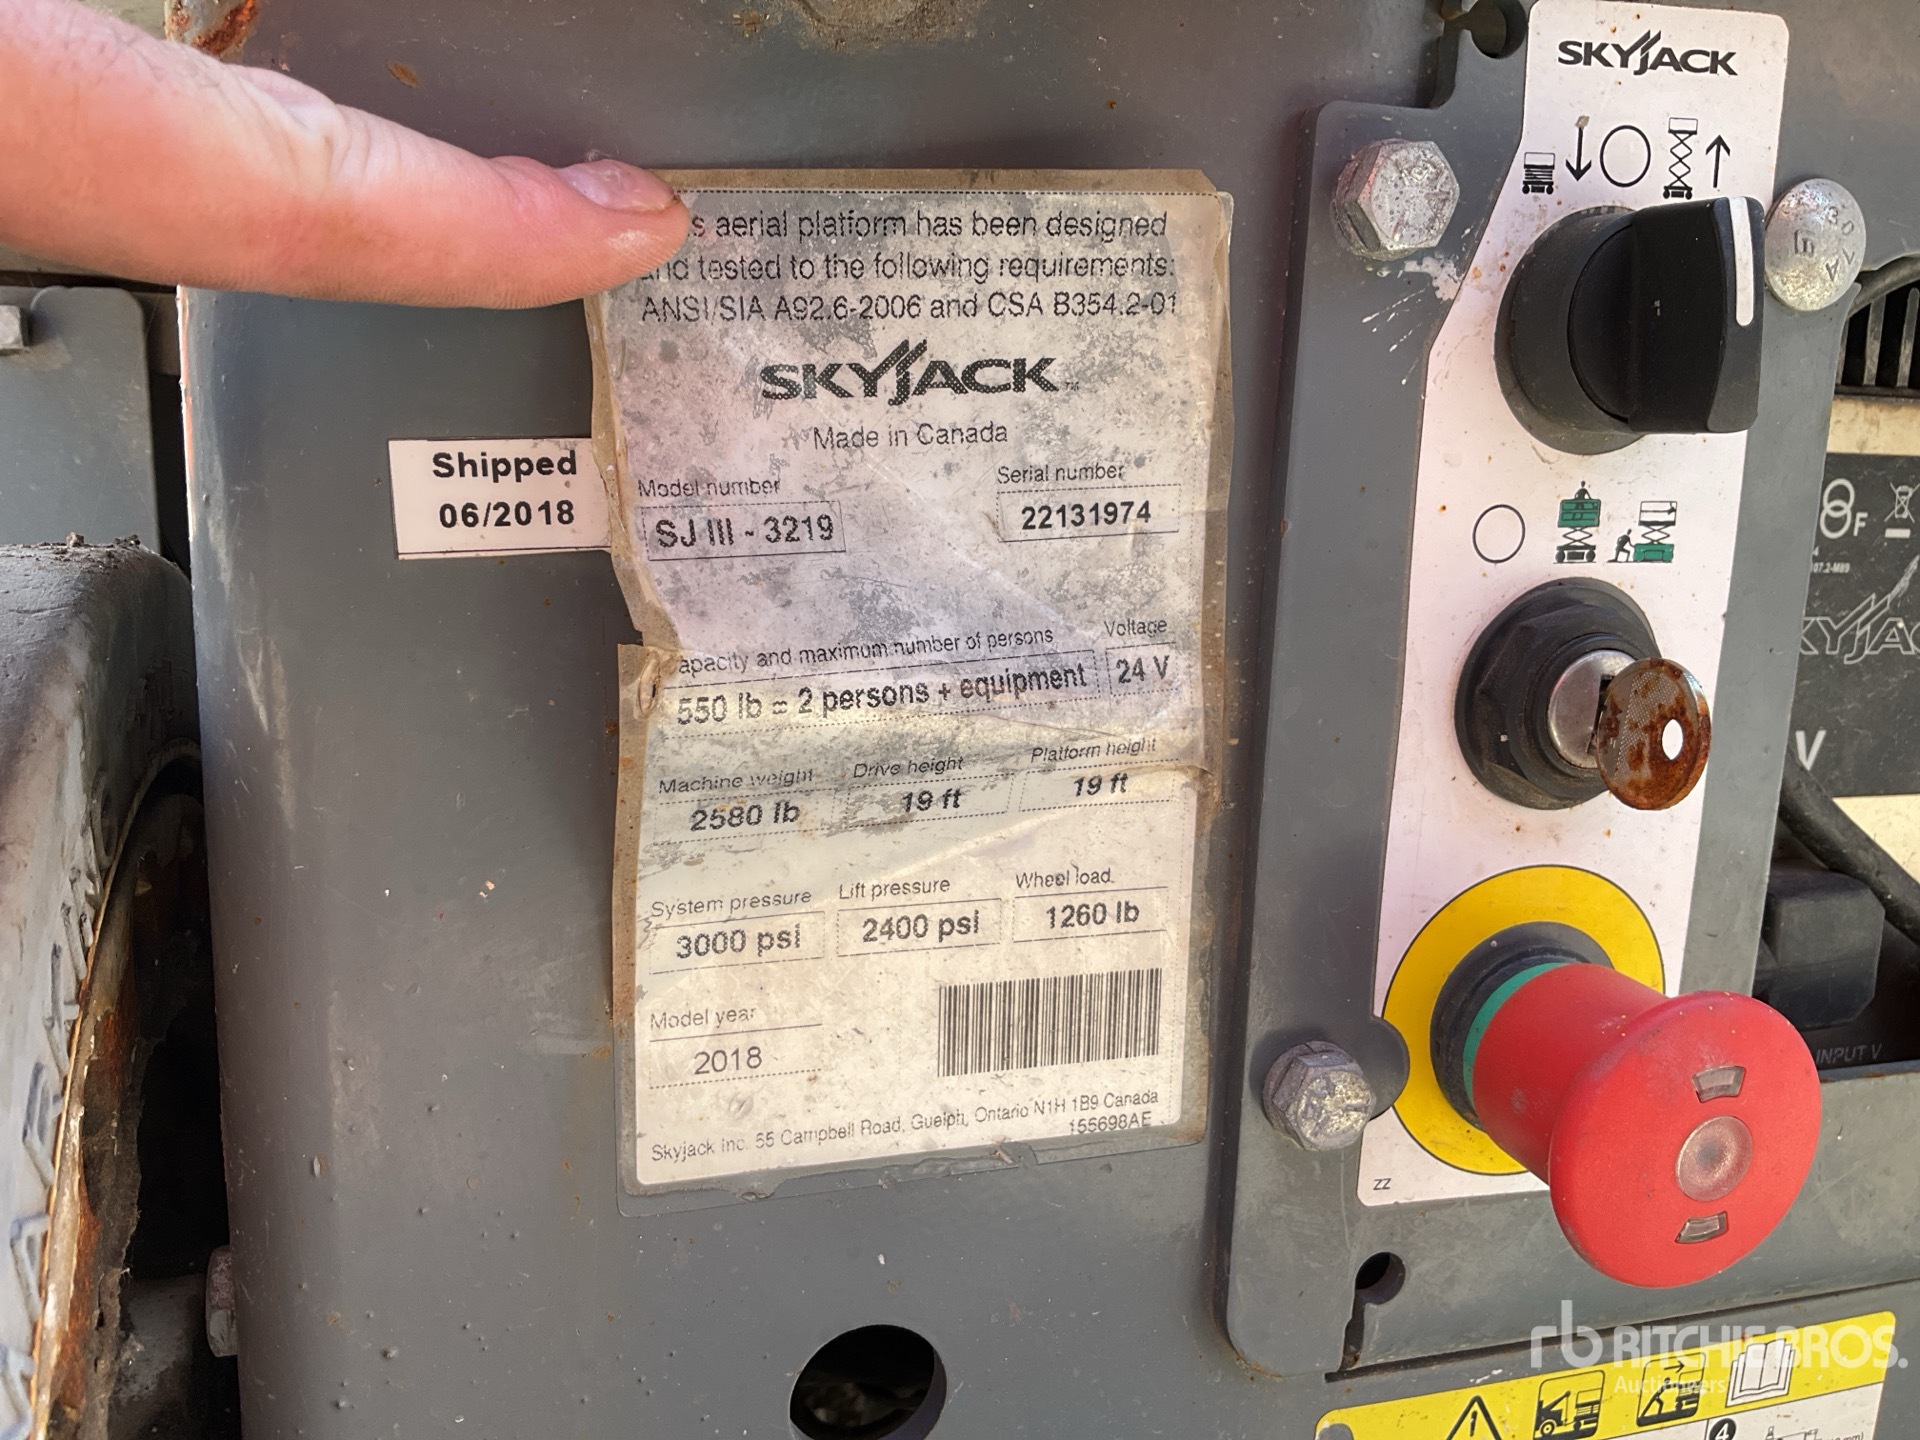 SKYJACK
s aerial platform has been designed
and tested to the following requirements:
ANSI/SIA A92.6-2006 and CSA B354.2-01
SKYJACK™
Made in Canada
Shipped
06/2018
Model number
Serial number
SJ III - 3219
22131974
apacity and maximum number of persons
Voltage
550 lb = 2 persons + equipment
24 V
Machine weight
Drive height
Platform height
2580 lb
19 ft
19 ft
System pressure
Lift pressure
Wheel load
3000 psi
2400 psi
1260 lb
Model year
2018
Skyjack Inc. 55 Campbell Road, Guelph, Ontario N1H 1B9 Canada
155698AE
ZZ
F
V
INPUT V
rb RITCHIE BROS.
Auctioneers
4